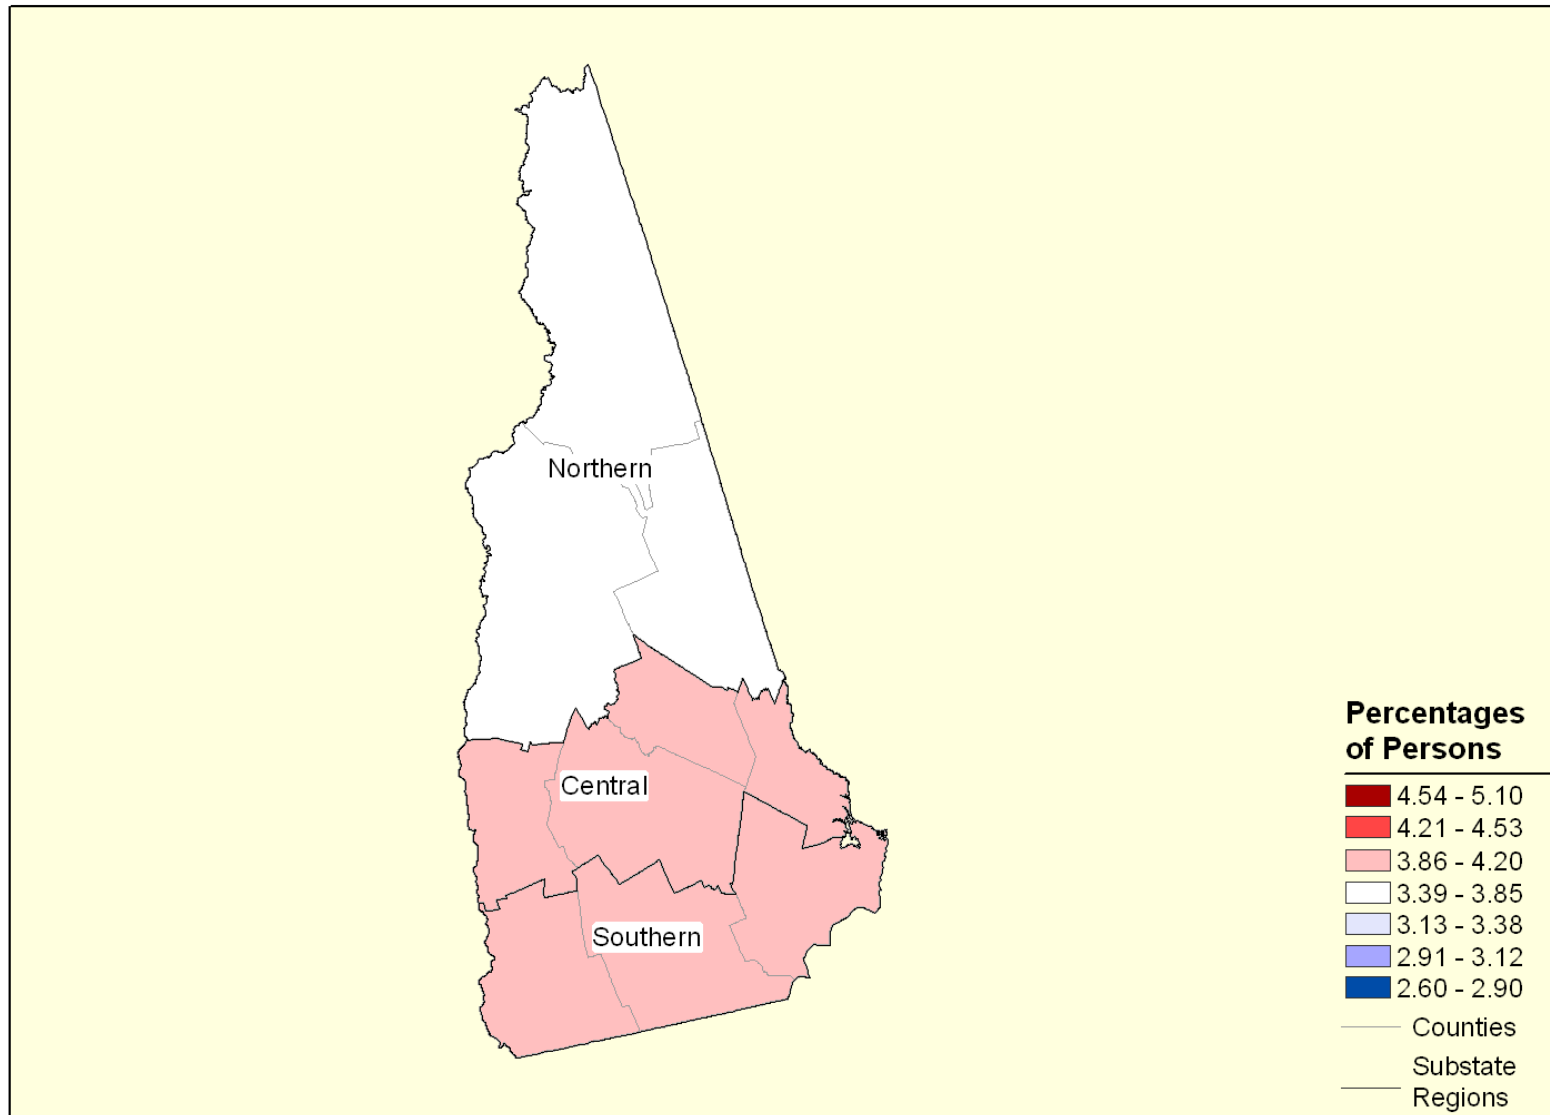 Northern
Central
Southern
Percentages
of Persons
4.54 - 5.10
4.21 - 4.53
3.86 - 4.20
3.39 - 3.85
3.13 - 3.38
2.91 - 3.12
2.60 - 2.90
Counties
Substate
Regions